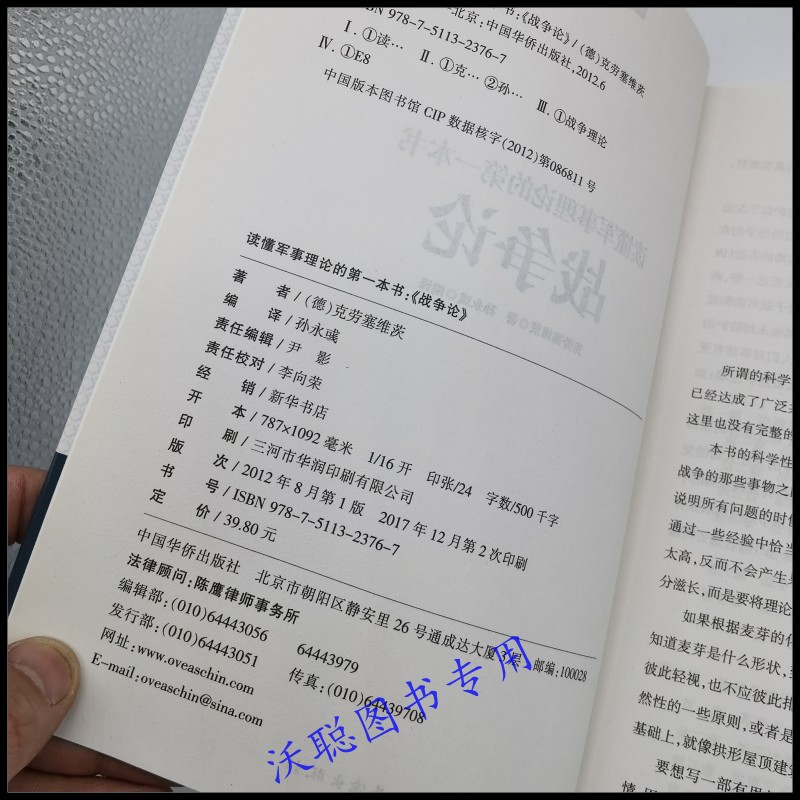 书:《战争论》/(德)克劳塞维茨
—北京:中国华侨出版社,2012.6
ISBN 978-7-5113-2376-7
Ⅰ.①读… Ⅱ.①克…②孙… Ⅲ.①战争理论
Ⅳ.①E8
中国版本图书馆 CIP 数据核字(2012)第086811 号
读懂军事理论的第一本书:《战争论》
著 者/(德)克劳塞维茨
编 译/孙永彧
责任编辑/尹 影
责任校对/李向荣
经 销/新华书店
开 本/787×1092 毫米 1/16 开 印张/24 字数/500 千字
印 刷/三河市华润印刷有限公司
版 次/2012 年 8 月第 1 版 2017 年 12 月第 2 次印刷
书 号/ISBN 978-7-5113-2376-7
定 价/39.80 元
中国华侨出版社 北京市朝阳区静安里 26 号通成达大厦 3 层 邮编:100028
法律顾问:陈鹰律师事务所
编辑部:(010)64443056 64443979
发行部:(010)64443051 传真:(010)64439708
网址:www.oveaschin.com
E-mail:oveaschin@sina.com
沃聪图书专用
所谓的科学
已经达成了广泛
这里也没有完整的
本书的科学性
战争的那些事物之
说明所有问题的时
通过一些经验中恰当
太高,反而不会产生
分滋长,而是要将理论
如果根据麦芽的
知道麦芽是什么形状,
彼此轻视,也不应彼此
然性的一些原则,或者是
基础上,就像拱形屋顶建
要想写一部有